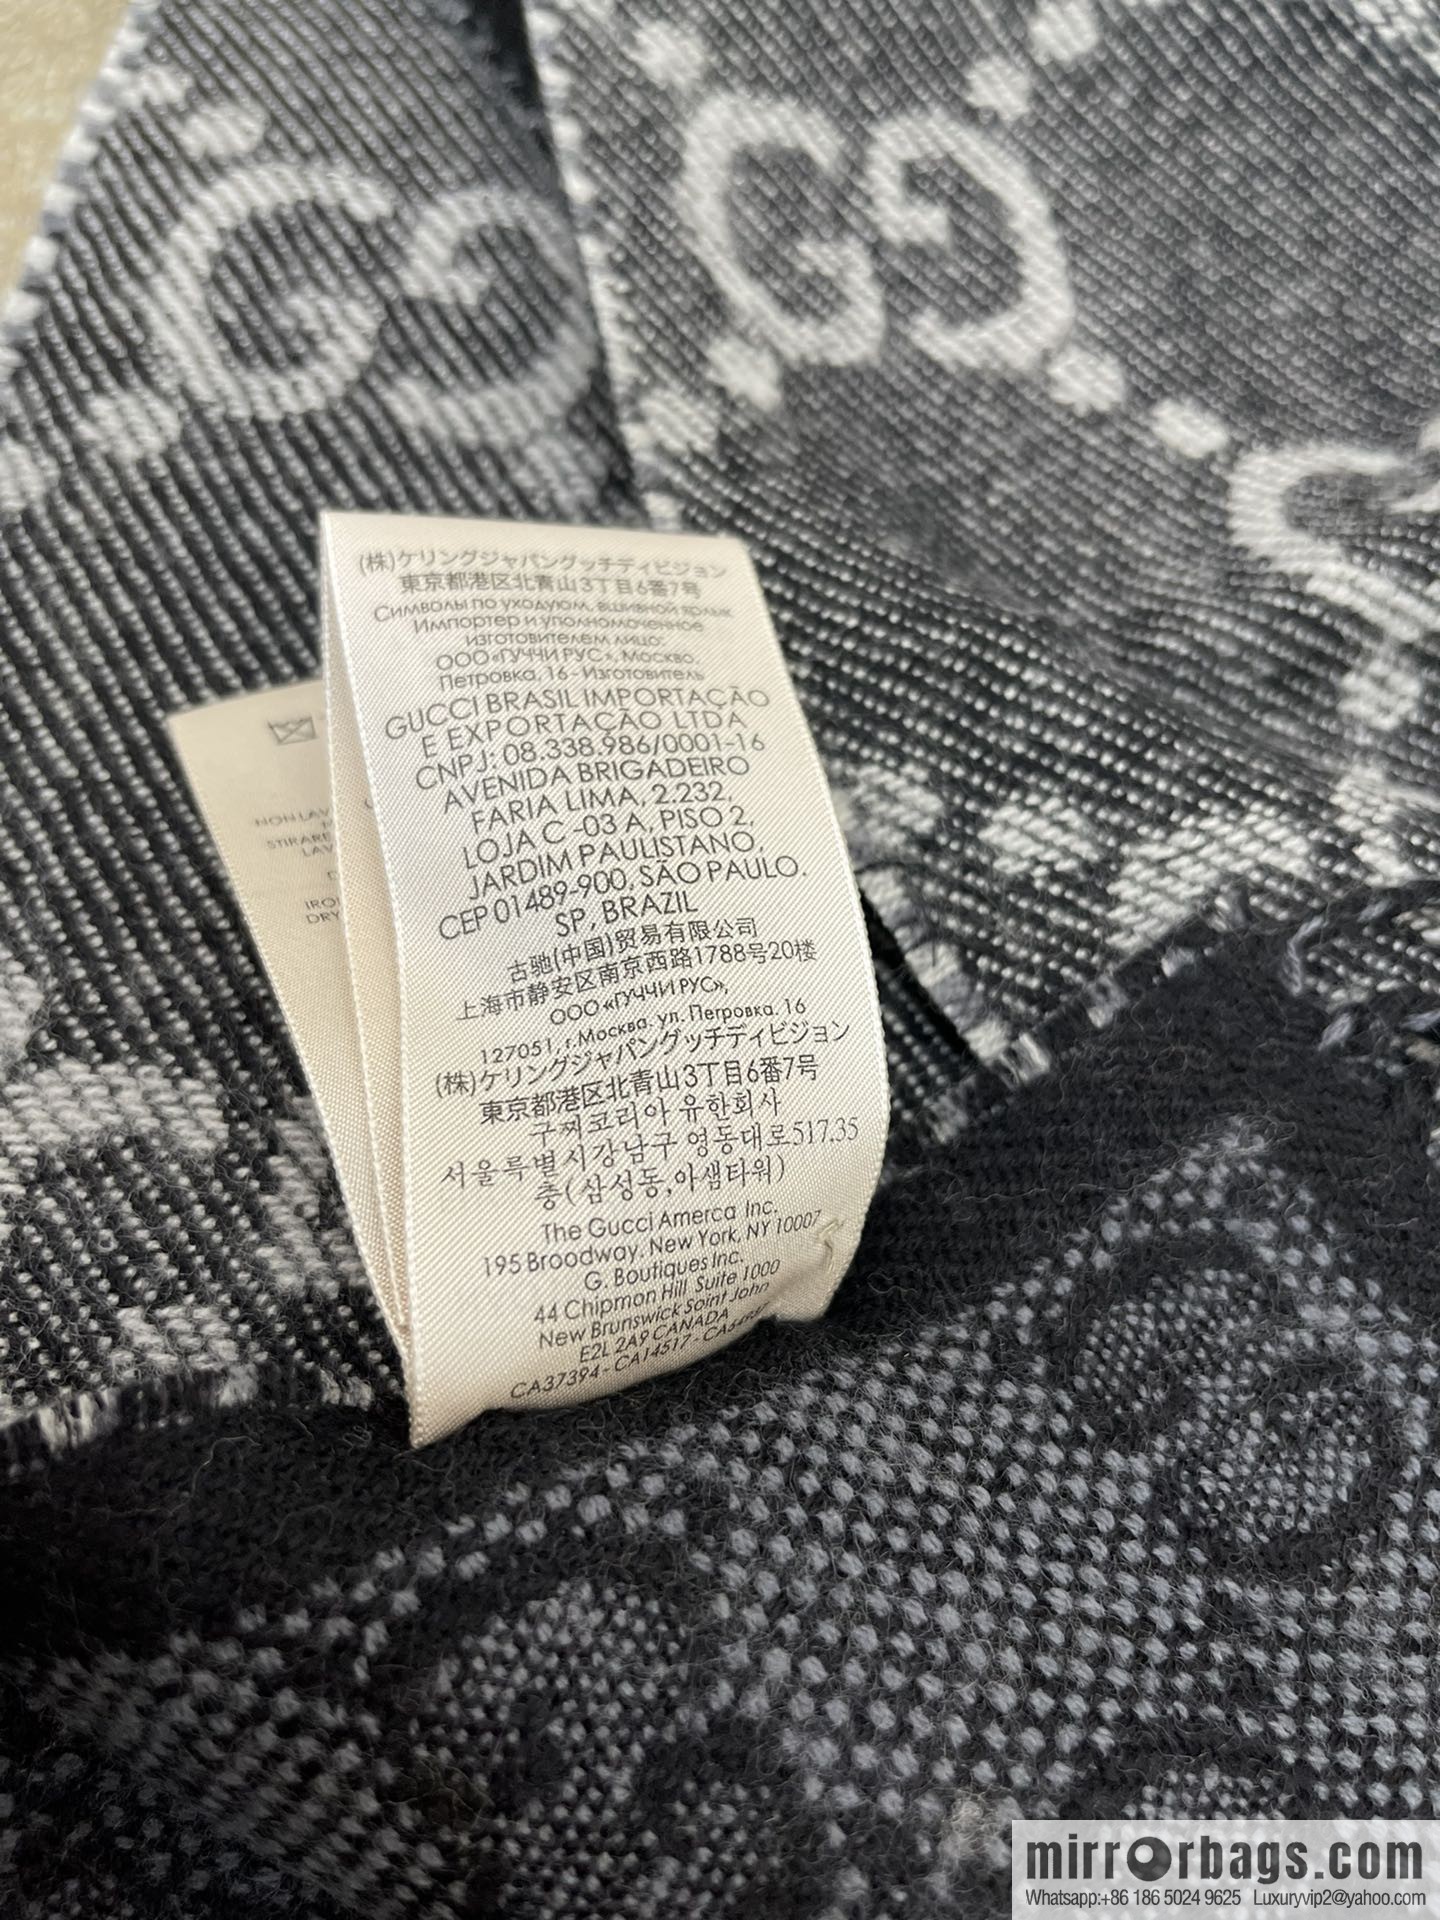 (株)ケリングジャパングッチディビジョン
東京都港区北青山3丁目6番7号
Символы по уходуюм, вшивной ярлык
Импортер и уполномоченное
изготовителем лицо:
ООО«ГУЧЧИ РУС», Москва,
Петровка, 16 - Изготовитель
GUCCI BRASIL IMPORTAÇÃO
E EXPORTAÇÃO LTDA
CNPJ: 08.338.986/0001-16
AVENIDA BRIGADEIRO
FARIA LIMA, 2.232,
LOJA C -03 A, PISO 2,
JARDIM PAULISTANO,
CEP 01489-900, SÃO PAULO.
SP, BRAZIL
古驰(中国)贸易有限公司
上海市静安区南京西路1788号20楼
ООО«ГУЧЧИ РУС»,
127051, г.Москва. ул. Петровка. 16
(株)ケリングジャパングッチディビジョン
東京都港区北青山3丁目6番7号
구찌코리아 유한회사
서울특별시강남구 영동대로517.35
층(삼성동,아샘타워)
The Gucci Amerca Inc.
195 Broodway. New York, NY 10007
G. Boutiques Inc.
44 Chipmon Hill Suite 1000
New Brunswick Soint John
E2L 2A9 CANADA
CA37394 - CA14517 -
NON LAV
STIRARE
LAV
IRO
DRY
G G
G G
mirrorbags.com
Whatsapp:+86 186 5024 9625 Luxuryvip2@yahoo.com